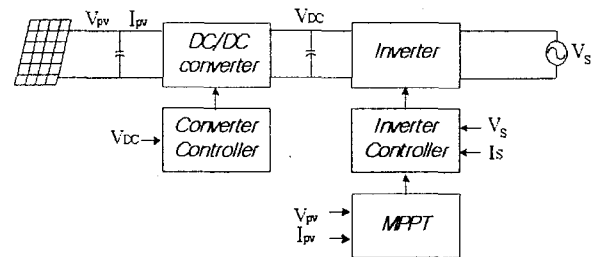 Vpv Ipv VDC
DC/DC
converter
Inverter
VS
VDC
Converter
Controller
Inverter
Controller
VS
IS
Vpv
Ipv
MPPT